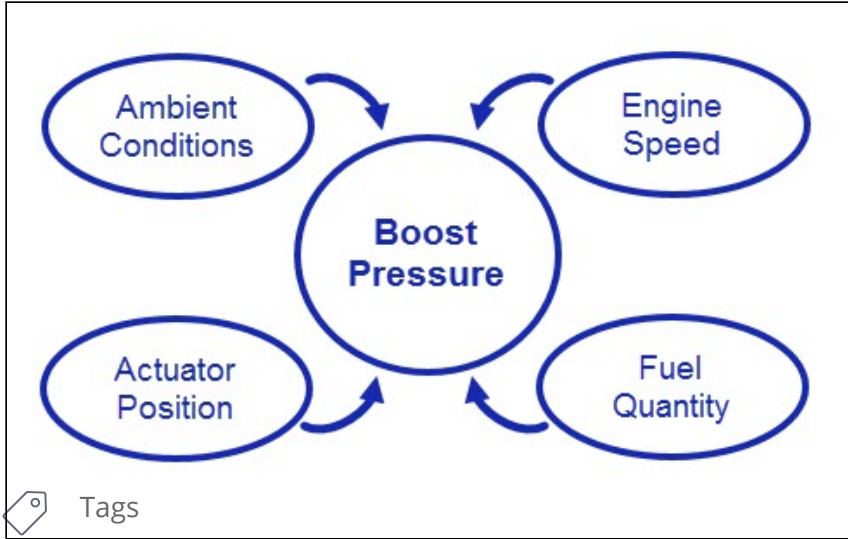 Ambient
Conditions
Engine
Speed
Boost
Pressure
Actuator
Position
Fuel
Quantity
Tags